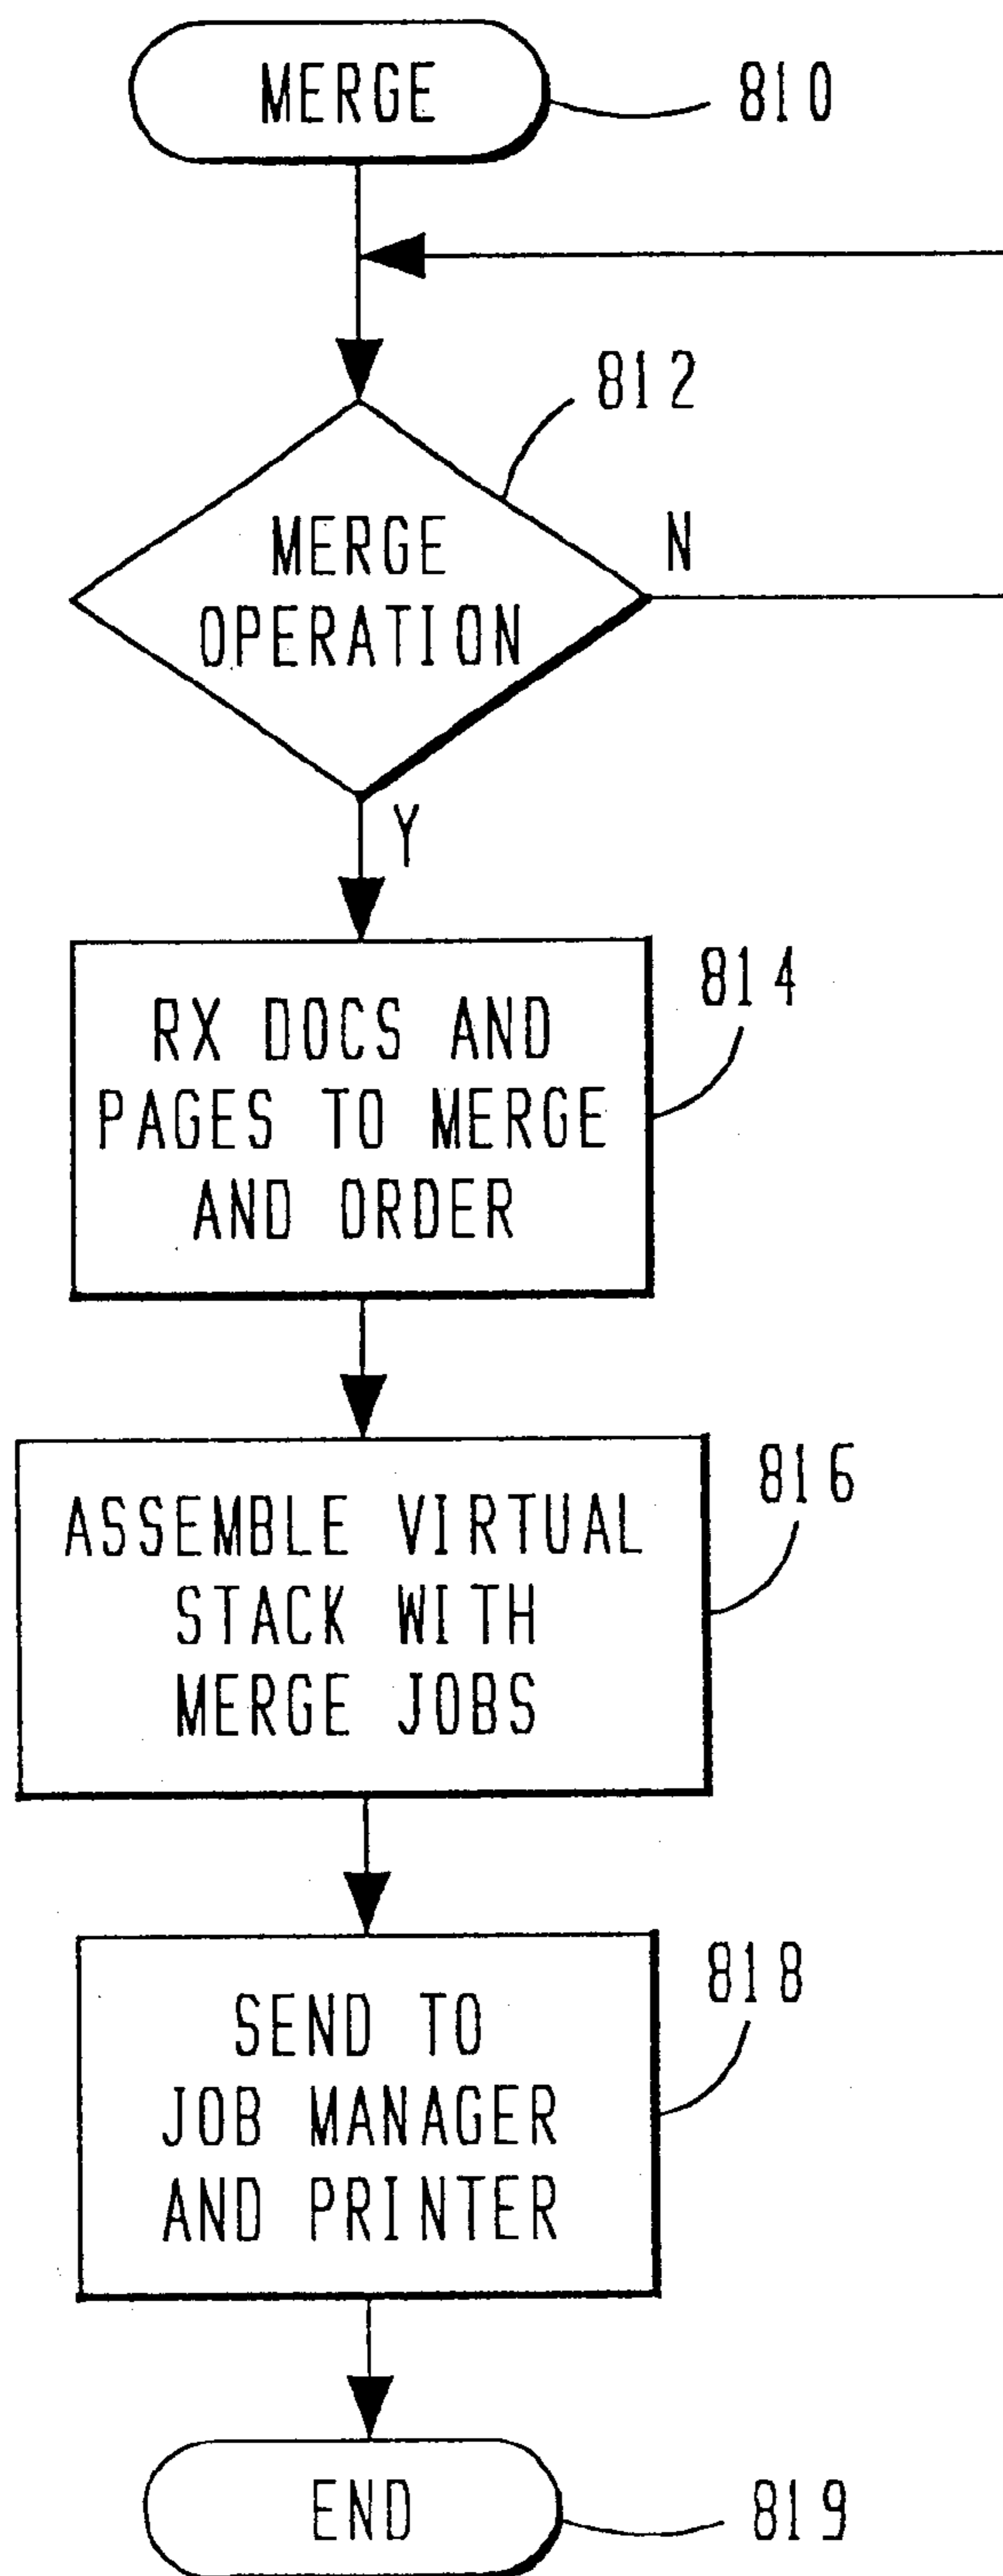 MERGE
810
812
MERGE
OPERATION
N
Y
814
RX DOCS AND
PAGES TO MERGE
AND ORDER
816
ASSEMBLE VIRTUAL
STACK WITH
MERGE JOBS
818
SEND TO
JOB MANAGER
AND PRINTER
END
819